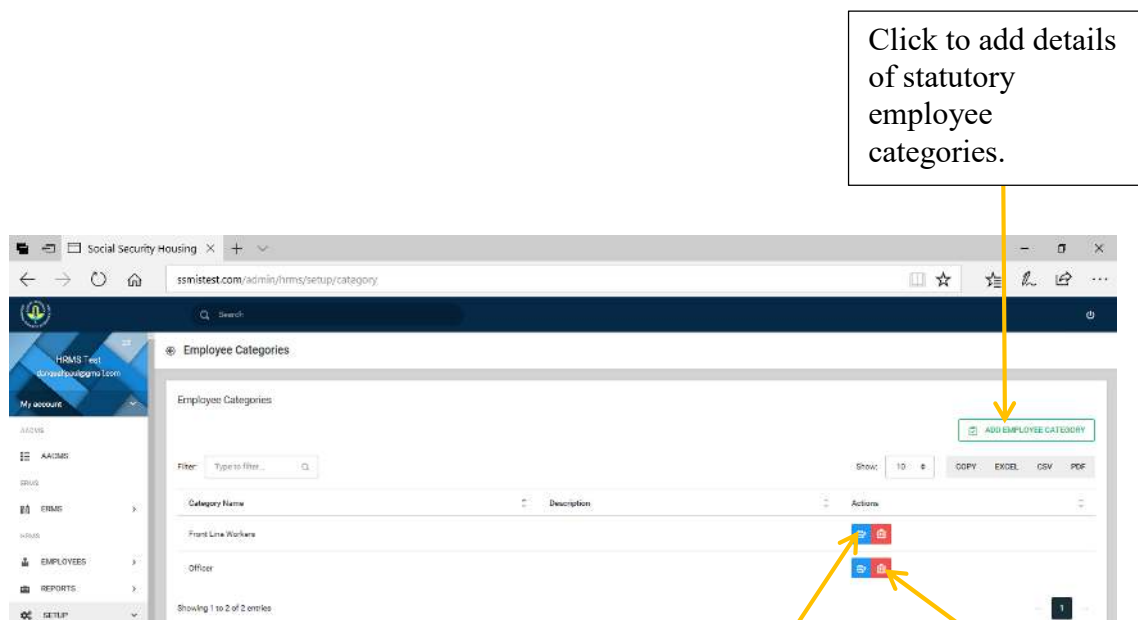 Click to add details
of statutory
employee
categories.
Social Security Housing
ssmistest.com/admin/hrms/setup/category
Search
HRMS Test
My account
Employee Categories
Employee Categories
ADD EMPLOYEE CATEGORY
Filter: Type to filter...
Show: 10
COPY EXCEL CSV PDF
AACMS
AACMS
ERMS
ERMS
HRMS
EMPLOYEES
REPORTS
SETUP
Category Name Description Actions
Front Line Workers
Officer
Showing 1 to 2 of 2 entries
1